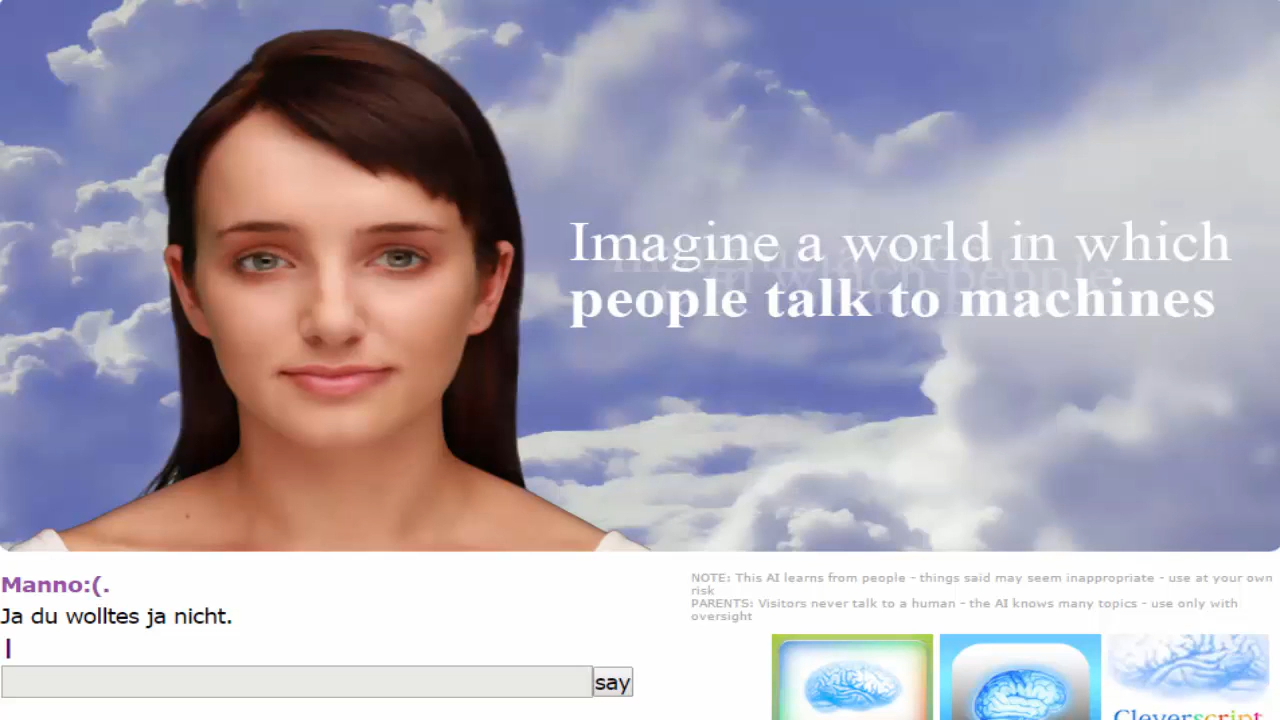 Imagine a world in which
people talk to machines
Manno:(.
Ja du wolltes ja nicht.
|
say
NOTE: This AI learns from people - things said may seem inappropriate - use at your own
risk
PARENTS: Visitors never talk to a human - the AI knows many topics - use only with
oversight
Cleverscript